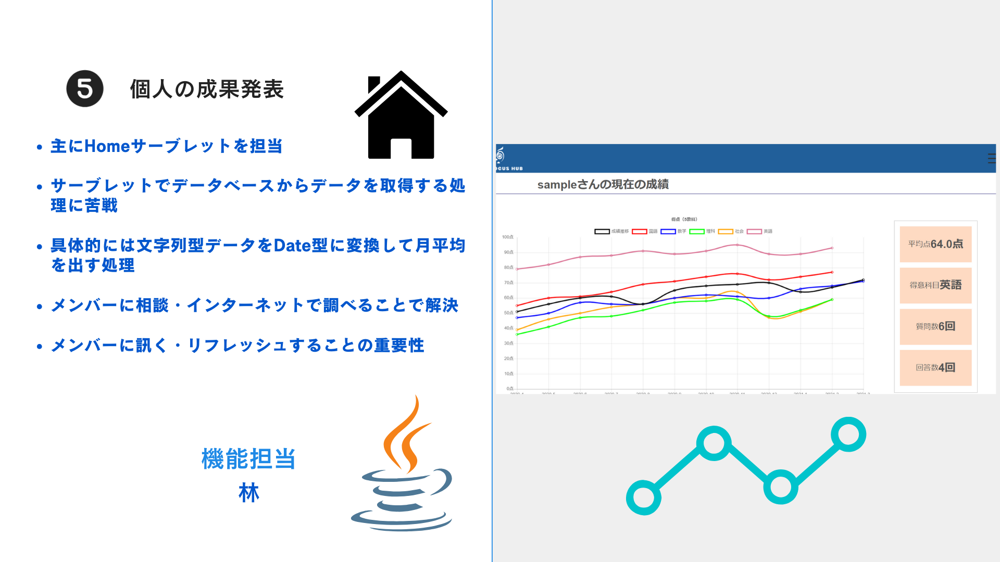 5 個人の成果発表
• 主にHomeサーブレットを担当
• サーブレットでデータベースからデータを取得する処
理に苦戦
• 具体的には文字列型データをDate型に変換して月平均
を出す処理
• メンバーに相談・インターネットで調べることで解決
• メンバーに訊く・リフレッシュすることの重要性
機能担当
林
OCUS HUB
sampleさんの現在の成績
得点（5教科）
成績推移 国語 数学 理科 社会 英語
100点
90点
80点
70点
60点
50点
40点
30点
20点
10点
0点
平均点64.0点
得意科目英語
質問数6回
回答数4回